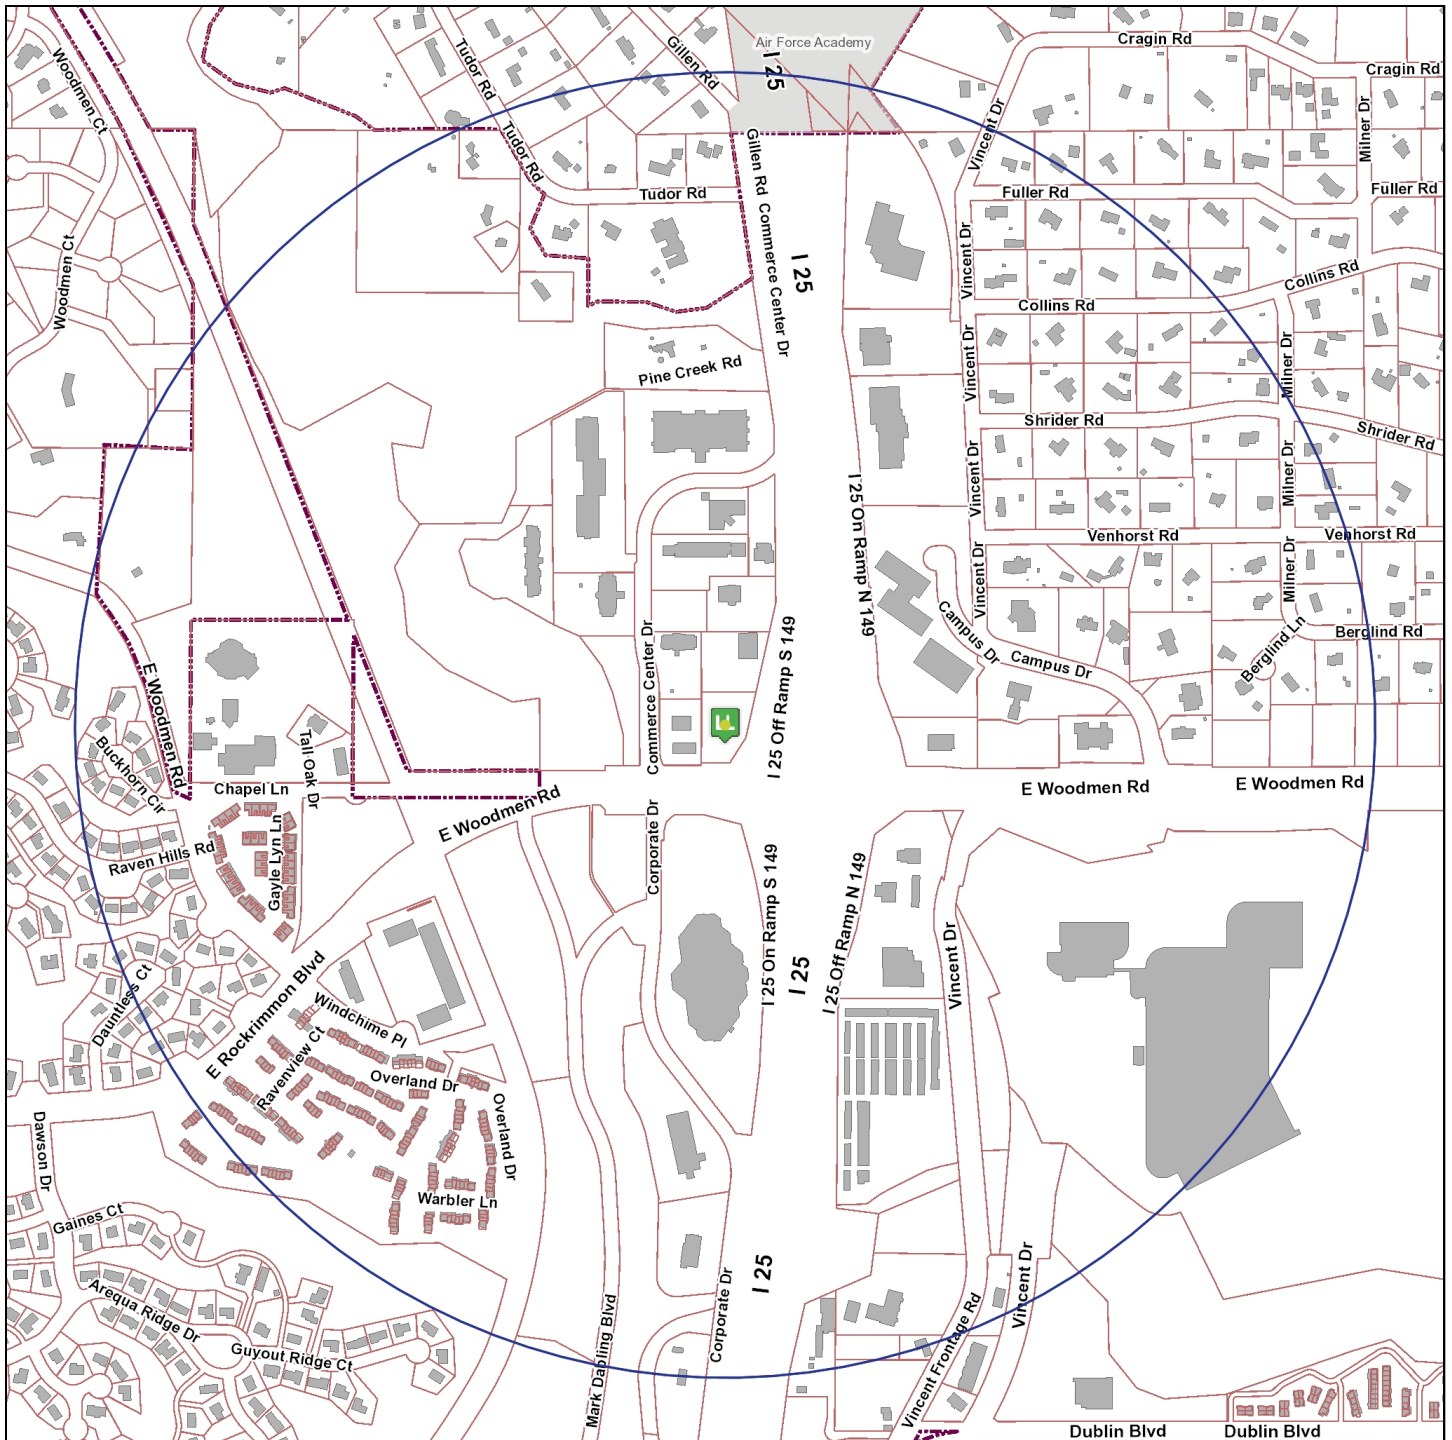 Air Force Academy
I 25
Gillen Rd
Tudor Rd
Woodmen Ct
Cragin Rd
Cragin Rd
Milner Dr
Vincent Dr
Tudor Rd
Gillen Rd
Tudor Rd
Fuller Rd
Fuller Rd
Commerce Center Dr
I 25
Vincent Dr
Woodmen Ct
Collins Rd
Collins Rd
Vincent Dr
Milner Dr
Pine Creek Rd
Shrider Rd
Shrider Rd
Vincent Dr
Milner Dr
I 25 On Ramp N 149
Venhorst Rd
Venhorst Rd
Vincent Dr
Milner Dr
Campus Dr
Campus Dr
Berglind Ln
Berglind Rd
I 25 Off Ramp S 149
Commerce Center Dr
E Woodmen Rd
Buckhorn Cir
Tall Oak Dr
Chapel Ln
E Woodmen Rd
E Woodmen Rd
E Woodmen Rd
Raven Hills Rd
Gayle Lyn Ln
Corporate Dr
I 25 On Ramp S 149
I 25 Off Ramp N 149
I 25
Vincent Dr
Dauntless Ct
E Rockrimmon Blvd
Windchime Pl
Ravenview Ct
Overland Dr
Overland Dr
Warbler Ln
Dawson Dr
Gaines Ct
Arequa Ridge Dr
Guyout Ridge Ct
Mark Dabling Blvd
Corporate Dr
I 25
Vincent Dr
Vincent Frontage Rd
Dublin Blvd
Dublin Blvd